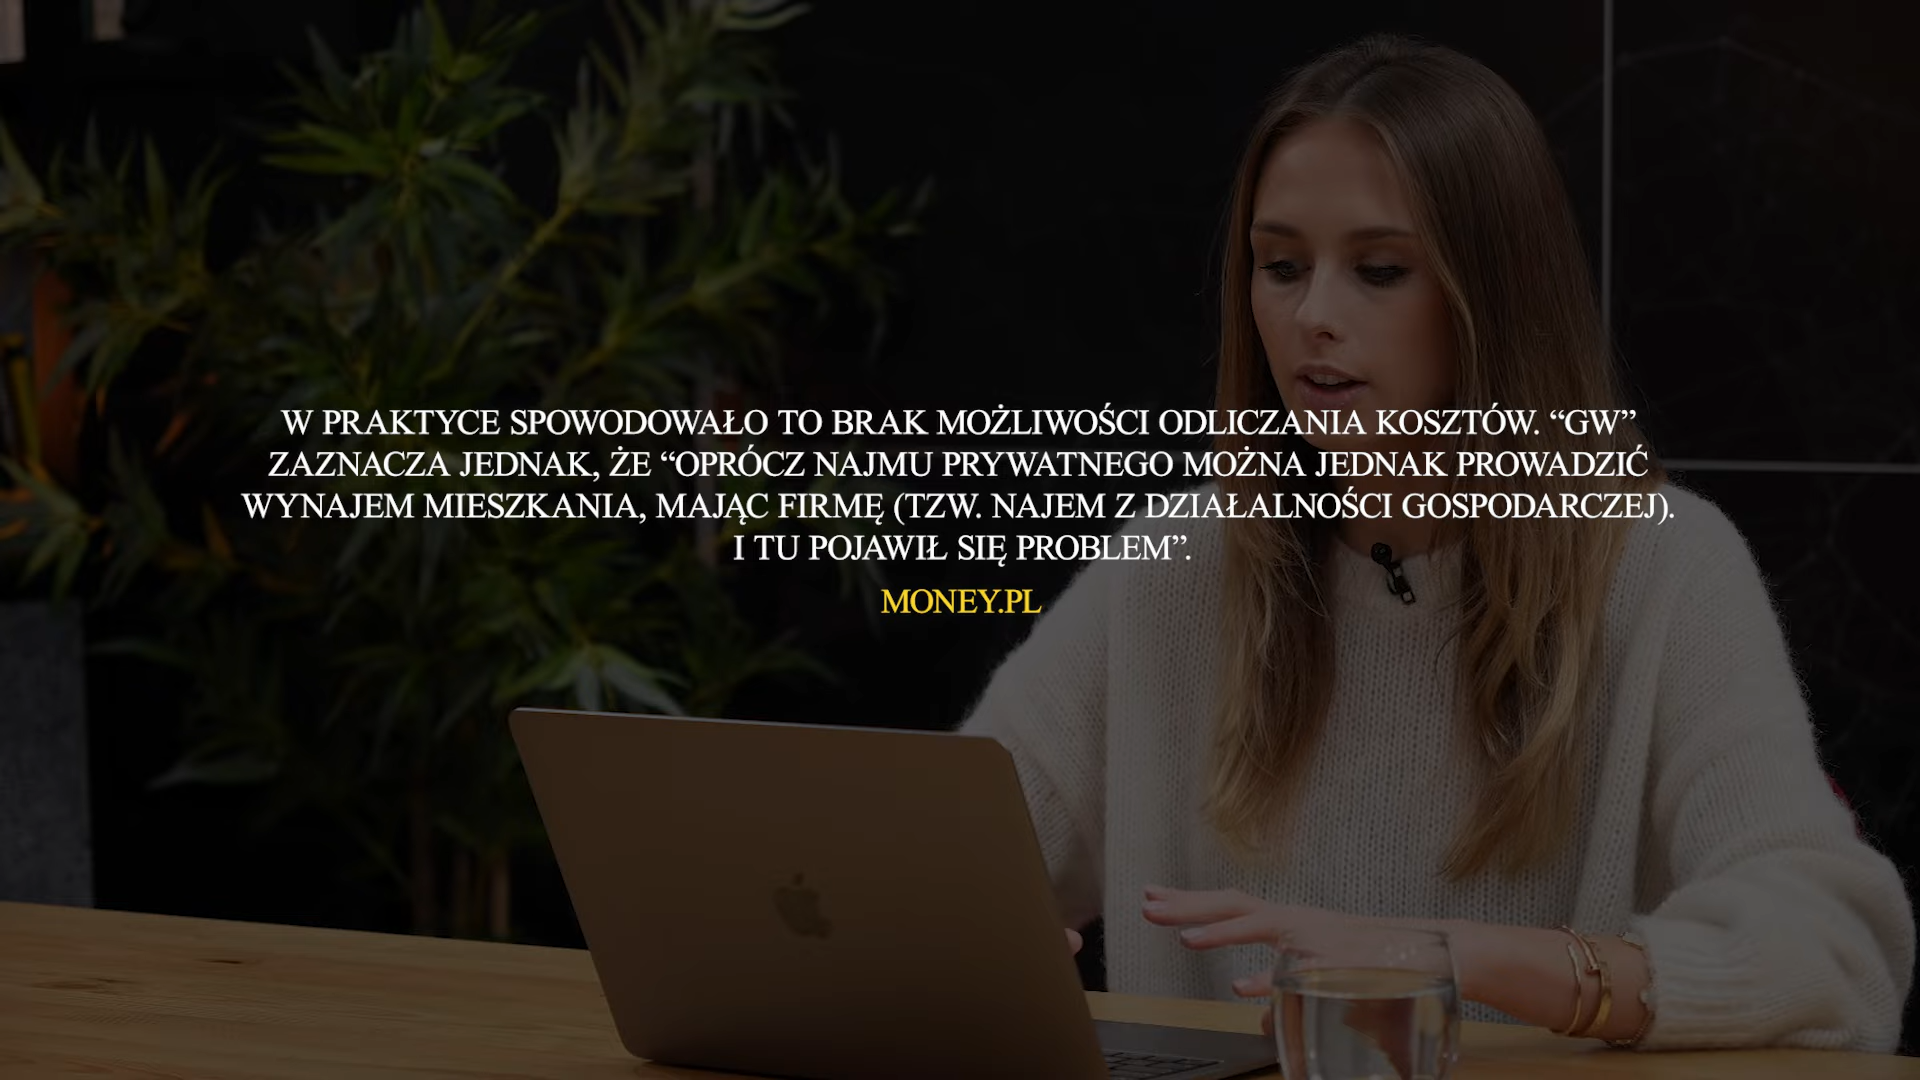 W PRAKTYCE SPOWODOWAŁO TO BRAK MOŻLIWOŚCI ODLICZANIA KOSZTÓW. “GW”
ZAZNACZA JEDNAK, ŻE “OPRÓCZ NAJMU PRYWATNEGO MOŻNA JEDNAK PROWADZIĆ
WYNAJEM MIESZKANIA, MAJĄC FIRMĘ (TZW. NAJEM Z DZIAŁALNOŚCI GOSPODARCZEJ).
I TU POJAWIŁ SIĘ PROBLEM”.
MONEY.PL